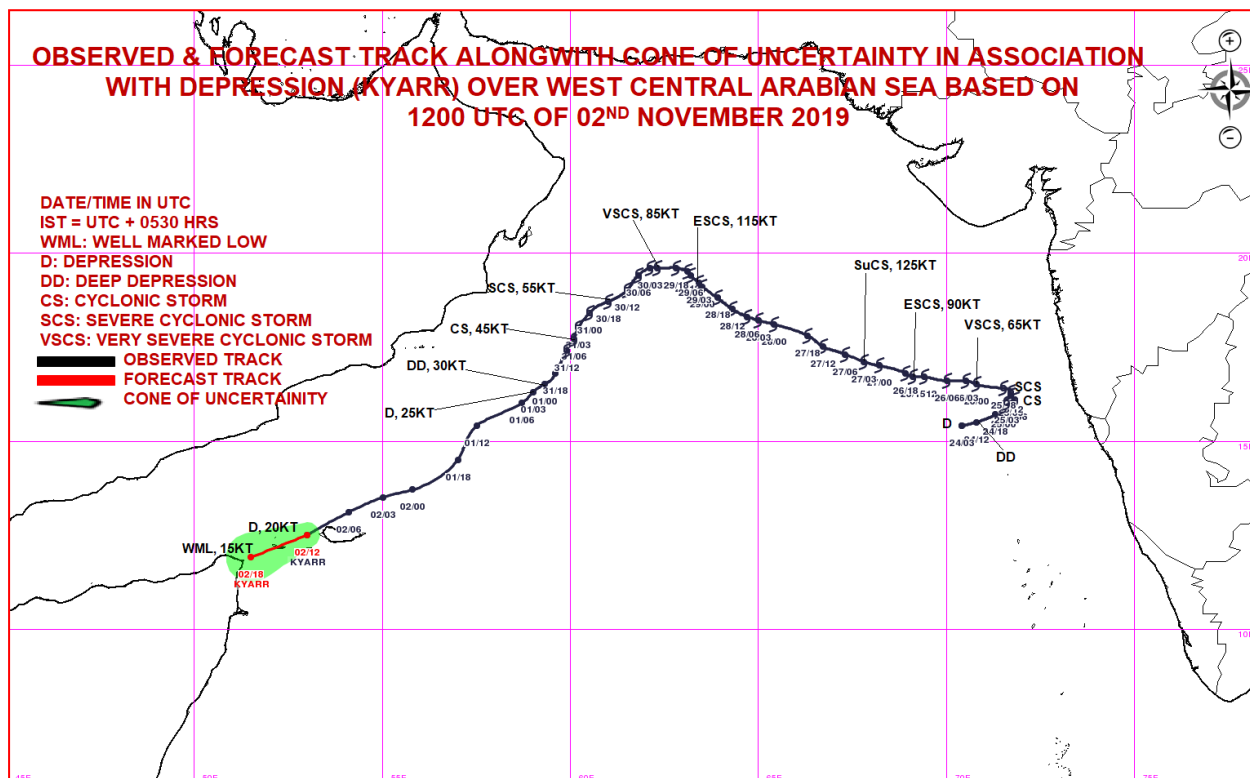 OBSERVED & FORECAST TRACK ALONGWITH CONE OF UNCERTAINTY IN ASSOCIATION
WITH DEPRESSION (KYARR) OVER WEST CENTRAL ARABIAN SEA BASED ON
1200 UTC OF 02ND NOVEMBER 2019
DATE/TIME IN UTC
IST = UTC + 0530 HRS
WML: WELL MARKED LOW
D: DEPRESSION
DD: DEEP DEPRESSION
CS: CYCLONIC STORM
SCS: SEVERE CYCLONIC STORM
VSCS: VERY SEVERE CYCLONIC STORM
OBSERVED TRACK
FORECAST TRACK
CONE OF UNCERTAINITY
VSCS, 85KT
ESCS, 115KT
SuCS, 125KT
ESCS, 90KT
VSCS, 65KT
SCS, 55KT
CS, 45KT
DD, 30KT
D, 25KT
D, 20KT
WML, 15KT
SCS
CS
D
DD
30/03
29/18
30/06
29/06
29/03
30/12
30/18
31/00
31/06
31/12
31/18
01/00
01/03
01/06
01/12
01/18
02/00
02/03
02/06
02/12
KYARR
02/18
KYARR
28/18
28/12
28/06
28/00
27/18
27/12
27/06
27/03
27/00
26/18
26/06
25/03
24/18
24/03